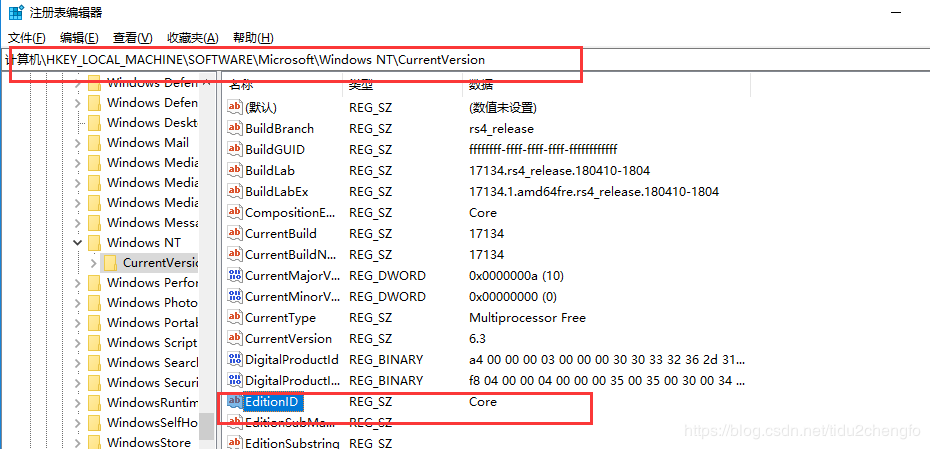 注册表编辑器
文件(F) 编辑(E) 查看(V) 收藏夹(A) 帮助(H)
计算机\HKEY_LOCAL_MACHINE\SOFTWARE\Microsoft\Windows NT\CurrentVersion
Windows Defen
Windows Defen
Windows Deskt
Windows Mail
Windows Media
Windows Media
Windows Media
Windows Messa
Windows NT
CurrentVersio
Windows Perfor
Windows Photo
Windows Portab
Windows Script
Windows Search
Windows Securi
WindowsRuntim
WindowsSelfHo
WindowsStore
名称 类型 数据
(默认) REG_SZ (数值未设置)
BuildBranch REG_SZ rs4_release
BuildGUID REG_SZ ffffffff-ffff-ffff-ffff-ffffffffffff
BuildLab REG_SZ 17134.rs4_release.180410-1804
BuildLabEx REG_SZ 17134.1.amd64fre.rs4_release.180410-1804
CompositionE... REG_SZ Core
CurrentBuild REG_SZ 17134
CurrentBuildN... REG_SZ 17134
CurrentMajorV... REG_DWORD 0x0000000a (10)
CurrentMinorV... REG_DWORD 0x00000000 (0)
CurrentType REG_SZ Multiprocessor Free
CurrentVersion REG_SZ 6.3
DigitalProductId REG_BINARY a4 00 00 00 03 00 00 00 30 30 33 32 36 2d 31...
DigitalProductI... REG_BINARY f8 04 00 00 04 00 00 00 35 00 35 00 30 00 34 ...
EditionID REG_SZ Core
EditionSubMa... REG_SZ
EditionSubstring REG_SZ
https://blog.csdn.net/tidu2chengfo